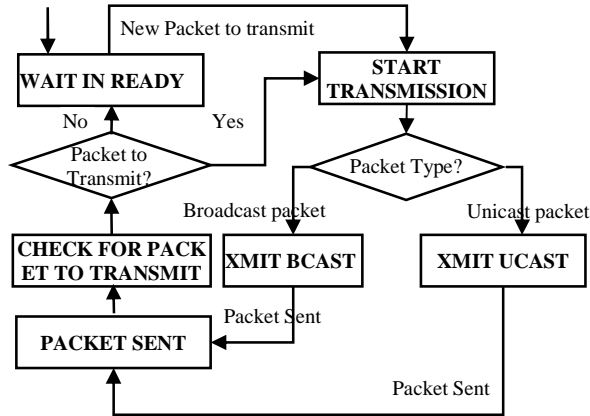 New Packet to transmit
WAIT IN READY
START
TRANSMISSION
No
Yes
Packet to
Transmit?
Packet Type?
Broadcast packet
Unicast packet
CHECK FOR PACK
ET TO TRANSMIT
XMIT BCAST
XMIT UCAST
Packet Sent
PACKET SENT
Packet Sent